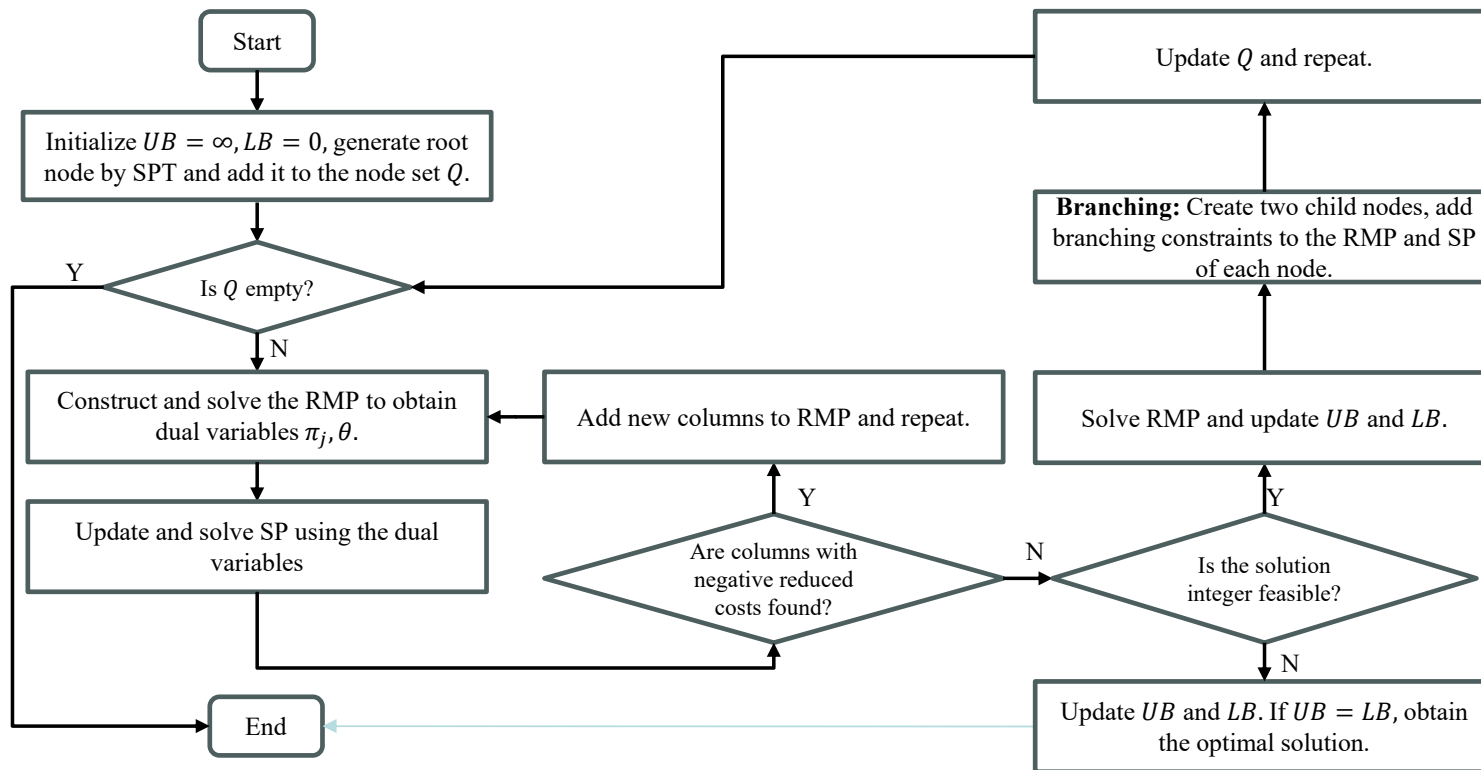 Start
Initialize 𝑈𝐵 = ∞, 𝐿𝐵 = 0, generate root
node by SPT and add it to the node set 𝑄.
Y
Is 𝑄 empty?
N
Construct and solve the RMP to obtain
dual variables 𝜋𝑗, 𝜃.
Update and solve SP using the dual
variables
End
Add new columns to RMP and repeat.
Y
Are columns with
negative reduced
costs found?
N
Update 𝑄 and repeat.
Branching: Create two child nodes, add
branching constraints to the RMP and SP
of each node.
Solve RMP and update 𝑈𝐵 and 𝐿𝐵.
Y
Is the solution
integer feasible?
N
Update 𝑈𝐵 and 𝐿𝐵. If 𝑈𝐵 = 𝐿𝐵, obtain
the optimal solution.